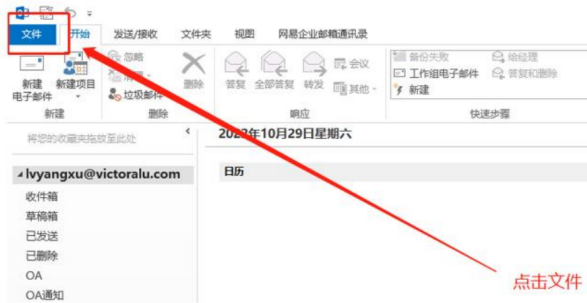 文件 开始 发送/接收 文件夹 视图 网易企业邮箱通讯录
新建
电子邮件
新建项目
新建
忽略
清理
垃圾邮件
删除
删除
答复 全部答复 转发
会议
其他
响应
备份失败 给经理
工作组电子邮件 答复和删除
新建
快速步骤
将您的收藏夹拖放至此处
2022年10月29日星期六
日历
lvyangxu@victoralu.com
收件箱
草稿箱
已发送
已删除
OA
OA通知
点击文件